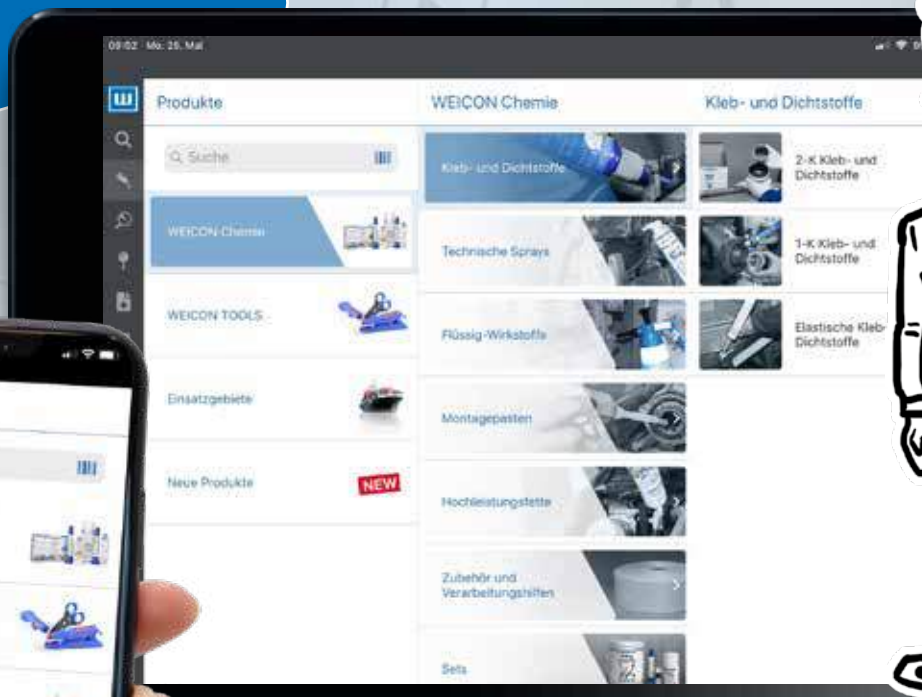 09:02 Mo. 25. Mai
Produkte
WEICON Chemie
Kleb- und Dichtstoffe
Suche
WEICON Chemie
WEICON TOOLS
Einsatzgebiete
Neue Produkte
NEW
Kleb- und Dichtstoffe
Technische Sprays
Flüssig-Wirkstoffe
Montagepasten
Hochleistungsfette
Zubehör und
Verarbeitungshilfen
Sets
2-K Kleb- und
Dichtstoffe
1-K Kleb- und
Dichtstoffe
Elastische Kleb-
Dichtstoffe